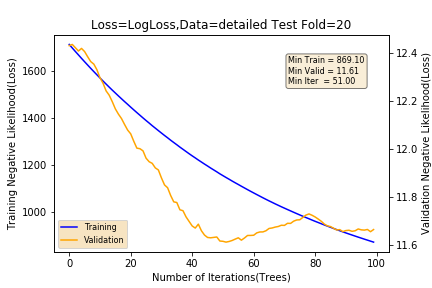 Loss=LogLoss,Data=detailed Test Fold=20
Training Negative Likelihood(Loss)
1600
1400
1200
1000
Min Train = 869.10
Min Valid = 11.61
Min Iter  = 51.00
12.4
12.2
12.0
11.8
11.6
Validation Negative Likelihood(Loss)
Training
Validation
0 20 40 60 80 100
Number of Iterations(Trees)